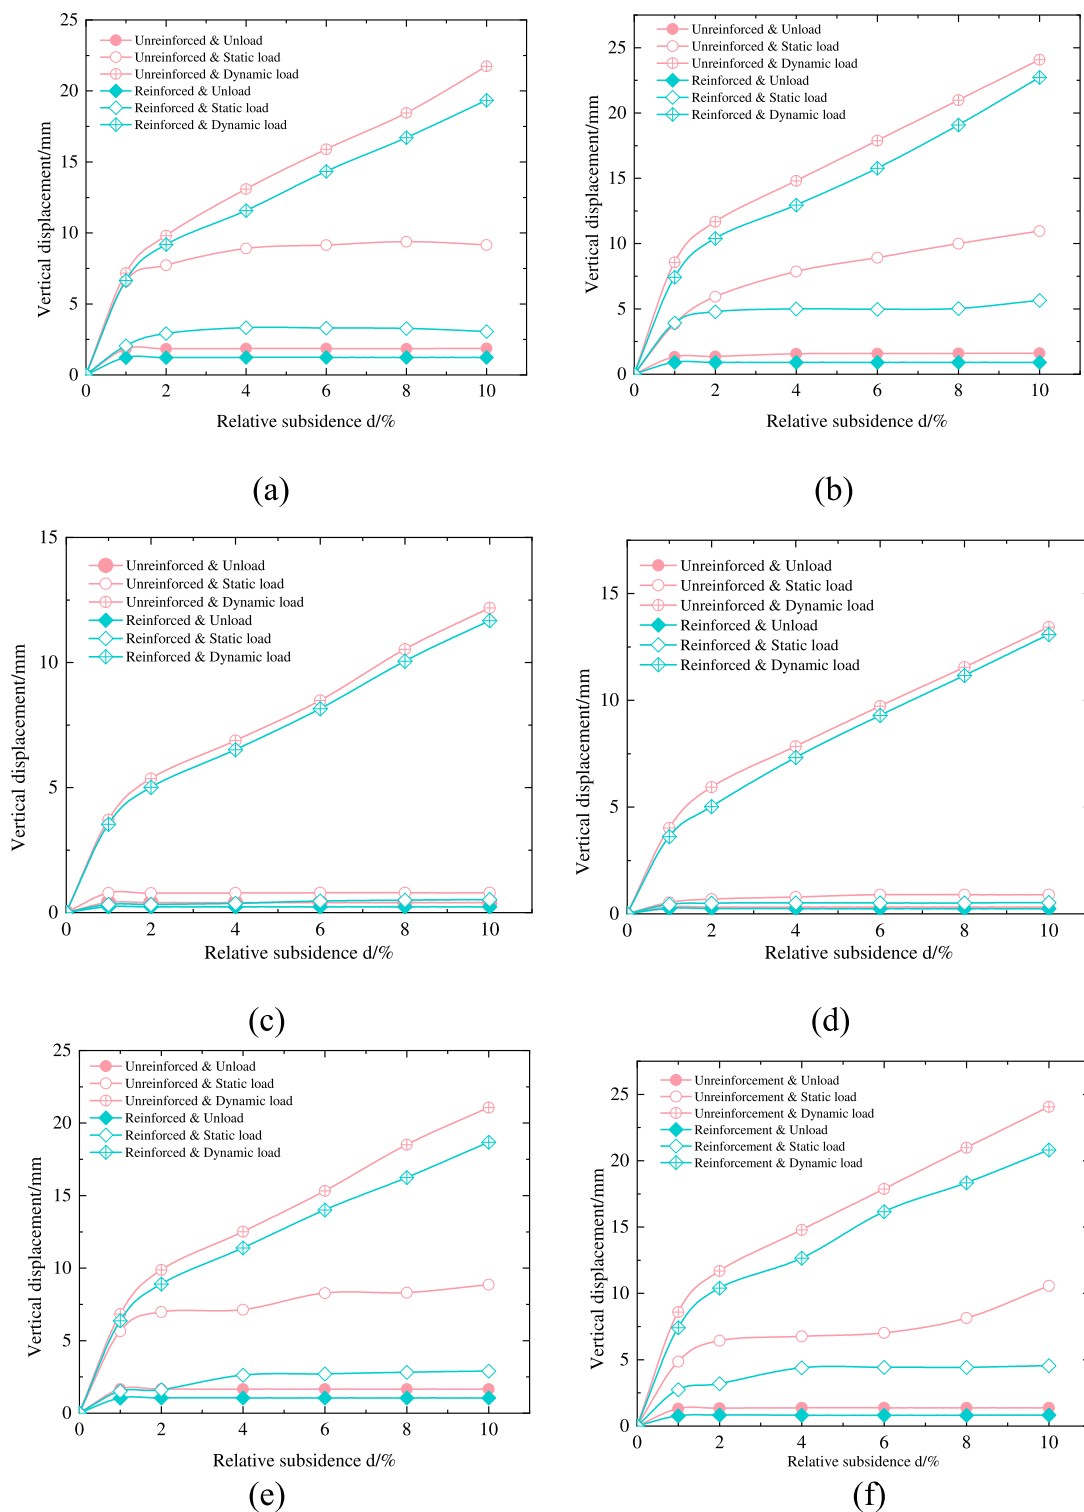 25
20
15
10
5
0
Vertical displacement/mm
Unreinforced & Unload
Unreinforced & Static load
Unreinforced & Dynamic load
Reinforced & Unload
Reinforced & Static load
Reinforced & Dynamic load
0 2 4 6 8 10
Relative subsidence d/%
(a)
25
20
15
10
5
0
Vertical displacement/mm
Unreinforced & Unload
Unreinforced & Static load
Unreinforced & Dynamic load
Reinforced & Unload
Reinforced & Static load
Reinforced & Dynamic load
0 2 4 6 8 10
Relative subsidence d/%
(b)
15
10
5
0
Vertical displacement/mm
Unreinforced & Unload
Unreinforced & Static load
Unreinforced & Dynamic load
Reinforced & Unload
Reinforced & Static load
Reinforced & Dynamic load
0 2 4 6 8 10
Relative subsidence d/%
(c)
15
10
5
0
Vertical displacement/mm
Unreinforced & Unload
Unreinforced & Static load
Unreinforced & Dynamic load
Reinforced & Unload
Reinforced & Static load
Reinforced & Dynamic load
0 2 4 6 8 10
Relative subsidence d/%
(d)
25
20
15
10
5
0
Vertical displacement/mm
Unreinforced & Unload
Unreinforced & Static load
Unreinforced & Dynamic load
Reinforced & Unload
Reinforced & Static load
Reinforced & Dynamic load
0 2 4 6 8 10
Relative subsidence d/%
(e)
25
20
15
10
5
0
Vertical displacement/mm
Unreinforcement & Unload
Unreinforcement & Static load
Unreinforcement & Dynamic load
Reinforcement & Unload
Reinforcement & Static load
Reinforcement & Dynamic load
0 2 4 6 8 10
Relative subsidence d/%
(f)